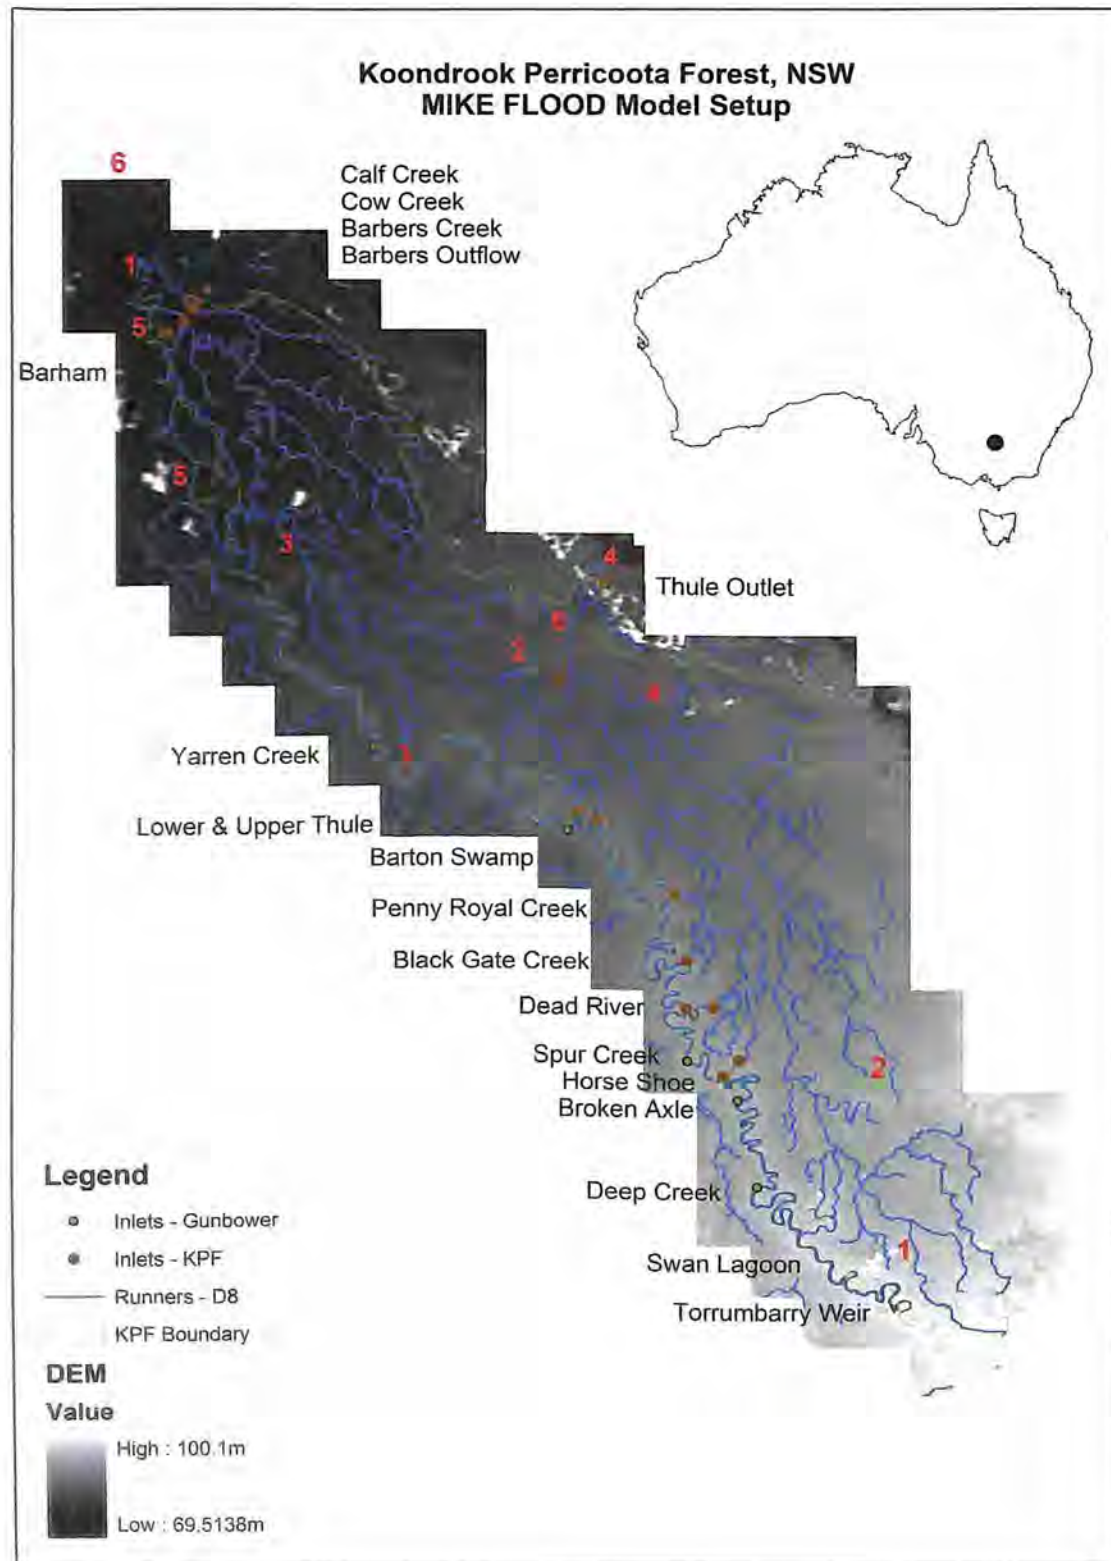 Koondrook Perricoota Forest, NSW
MIKE FLOOD Model Setup
6
Calf Creek
Cow Creek
Barbers Creek
Barbers Outflow
1
5
Barham
5
3
4
Thule Outlet
2
Yarren Creek
Lower & Upper Thule
Barton Swamp
Penny Royal Creek
Black Gate Creek
Dead River
Spur Creek
Horse Shoe
2
Broken Axle
Deep Creek
1
Swan Lagoon
Torrumbarry Weir
Legend
Inlets - Gunbower
Inlets - KPF
Runners - D8
KPF Boundary
DEM
Value
High : 100.1m
Low : 69.5138m